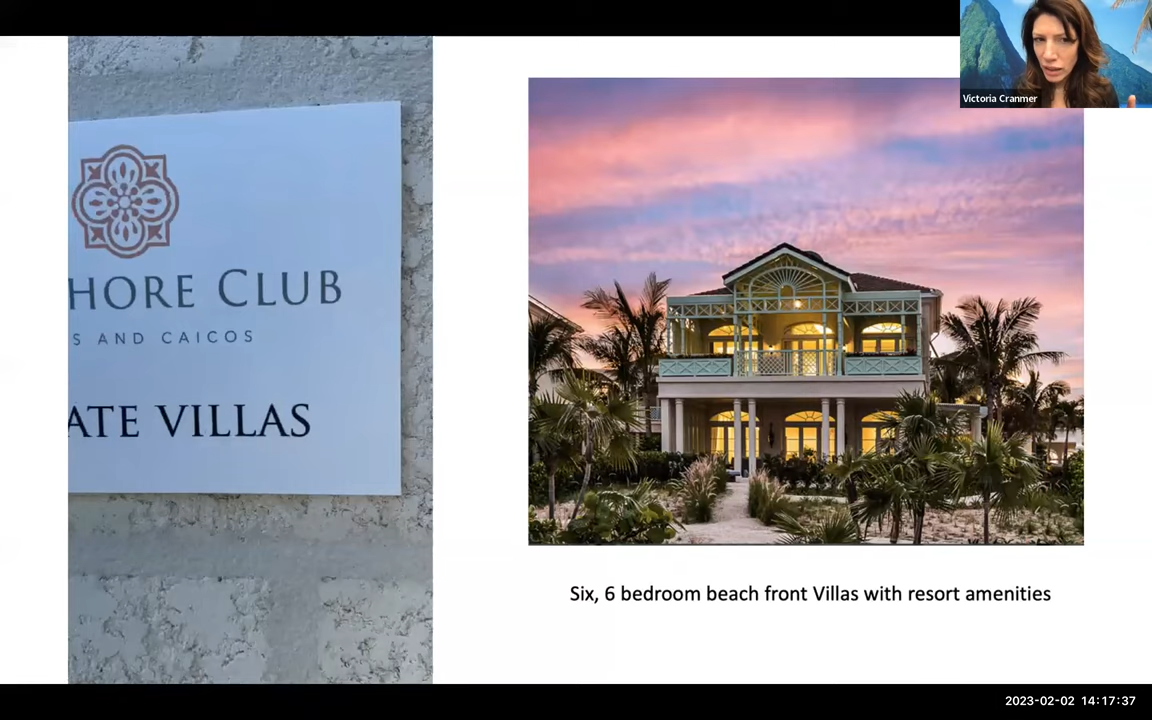 HORE CLUB
S AND CAICOS
ATE VILLAS
Victoria Cranmer
Six, 6 bedroom beach front Villas with resort amenities
2023-02-02 14:17:37